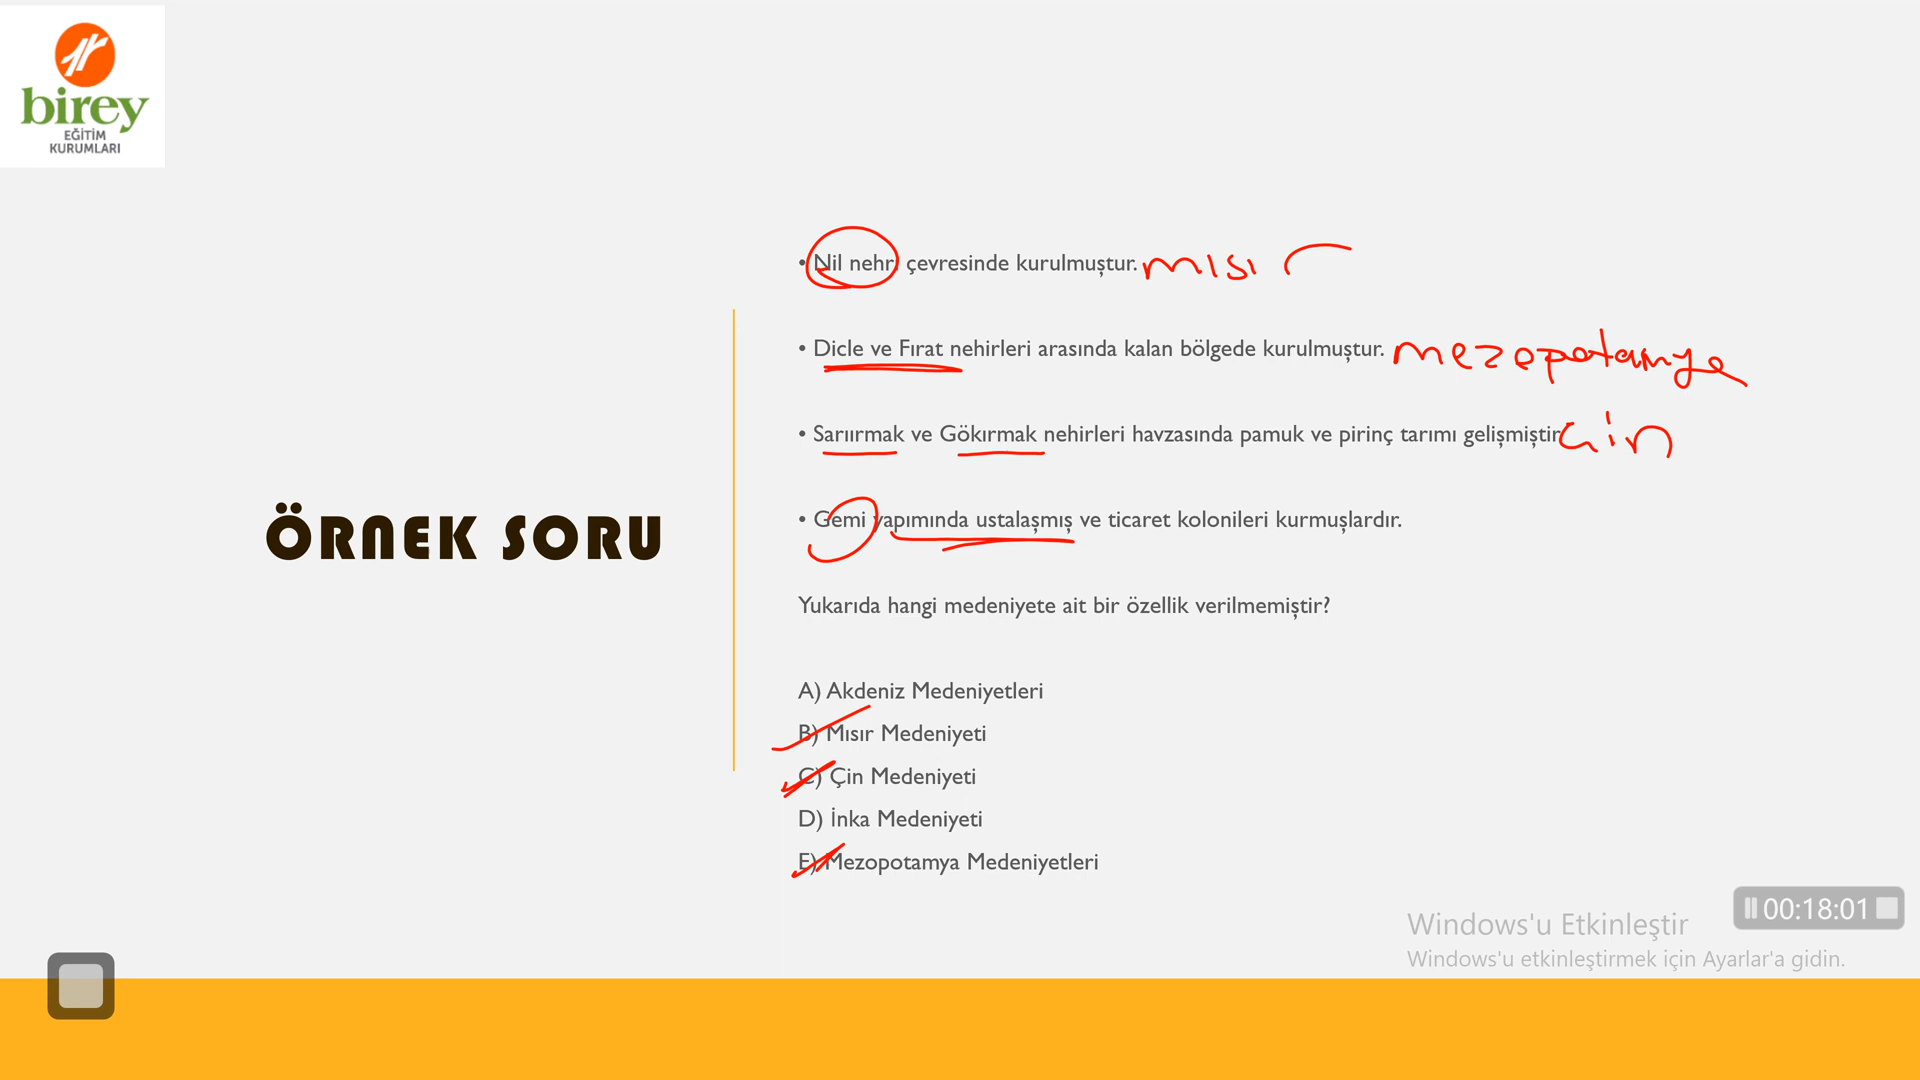 birey
EĞİTİM
KURUMLARI
• Nil nehri çevresinde kurulmuştur. mısır
• Dicle ve Fırat nehirleri arasında kalan bölgede kurulmuştur. mezopotamya
• Sarıırmak ve Gökırmak nehirleri havzasında pamuk ve pirinç tarımı gelişmiştir. Çin
• Gemi yapımında ustalaşmış ve ticaret kolonileri kurmuşlardır.
ÖRNEK SORU
Yukarıda hangi medeniyete ait bir özellik verilmemiştir?
A) Akdeniz Medeniyetleri
B) Mısır Medeniyeti
C) Çin Medeniyeti
D) İnka Medeniyeti
E) Mezopotamya Medeniyetleri
00:18:01
Windows'u Etkinleştir
Windows'u etkinleştirmek için Ayarlar'a gidin.